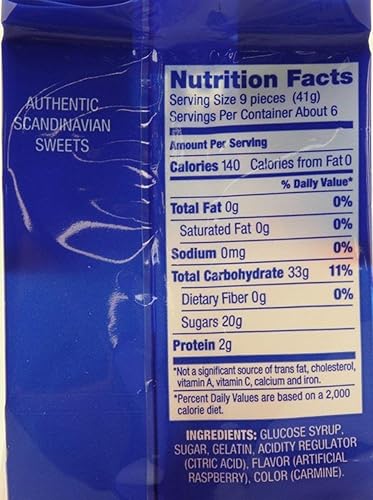 AUTHENTIC
SCANDINAVIAN
SWEETS
Nutrition Facts
Serving Size 9 pieces (41g)
Servings Per Container About 6
Amount Per Serving
Calories 140 Calories from Fat 0
% Daily Value*
Total Fat 0g 0%
Saturated Fat 0g 0%
Sodium 0mg 0%
Total Carbohydrate 33g 11%
Dietary Fiber 0g 0%
Sugars 20g
Protein 2g
*Not a significant source of trans fat, cholesterol,
vitamin A, vitamin C, calcium and iron.
*Percent Daily Values are based on a 2,000
calorie diet.
INGREDIENTS: GLUCOSE SYRUP,
SUGAR, GELATIN, ACIDITY REGULATOR
(CITRIC ACID), FLAVOR (ARTIFICIAL
RASPBERRY), COLOR (CARMINE).